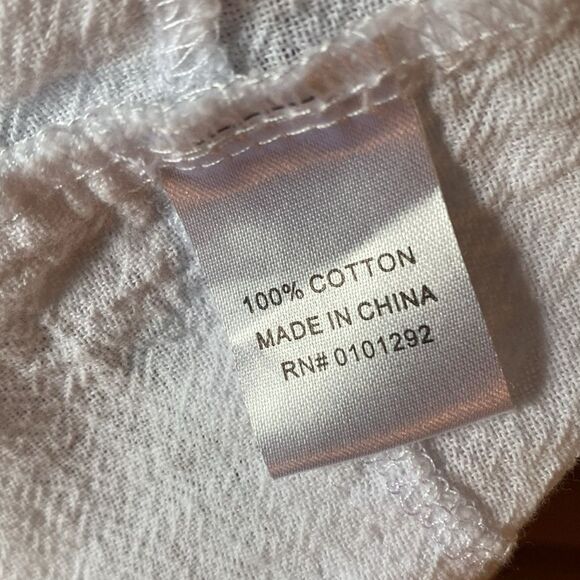 100% COTTON
MADE IN CHINA
RN# 0101292